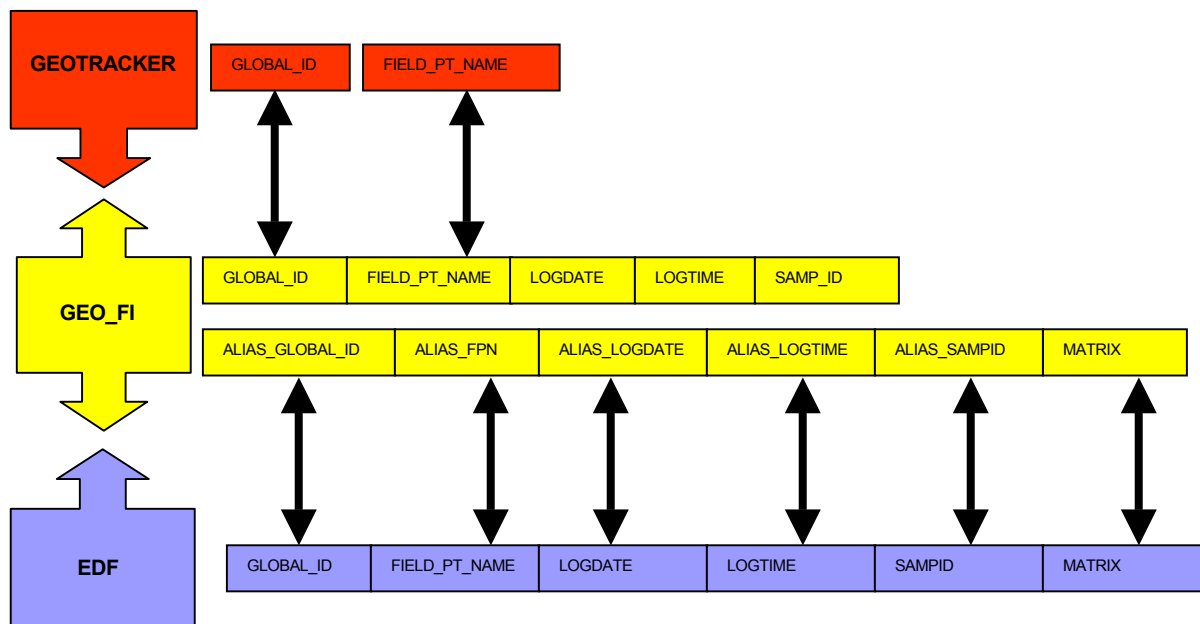 GEOTRACKER
GLOBAL_ID
FIELD_PT_NAME
GEO_FI
GLOBAL_ID
FIELD_PT_NAME
LOGDATE
LOGTIME
SAMP_ID
ALIAS_GLOBAL_ID
ALIAS_FPN
ALIAS_LOGDATE
ALIAS_LOGTIME
ALIAS_SAMPID
MATRIX
EDF
GLOBAL_ID
FIELD_PT_NAME
LOGDATE
LOGTIME
SAMPID
MATRIX